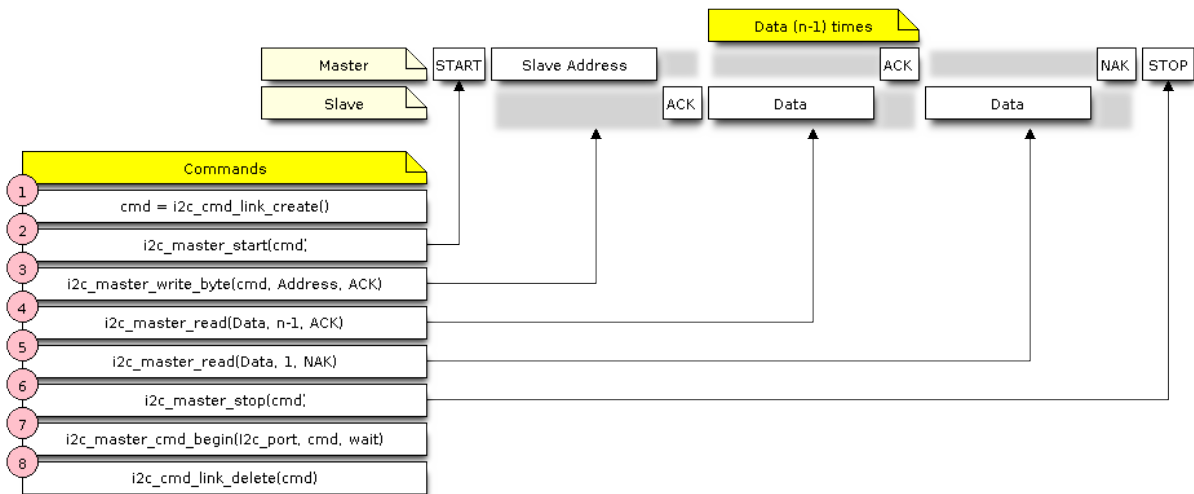 Data (n-1) times
Master START Slave Address ACK NAK STOP
Slave ACK Data Data
Commands
1
cmd = i2c_cmd_link_create()
2
i2c_master_start(cmd;
3
i2c_master_write_byte(cmd, Address, ACK)
4
i2c_master_read(Data, n-1, ACK)
5
i2c_master_read(Data, 1, NAK)
6
i2c_master_stop(cmd;
7
i2c_master_cmd_begin(I2c_port, cmd, wait)
8
i2c_cmd_link_delete(cmd)